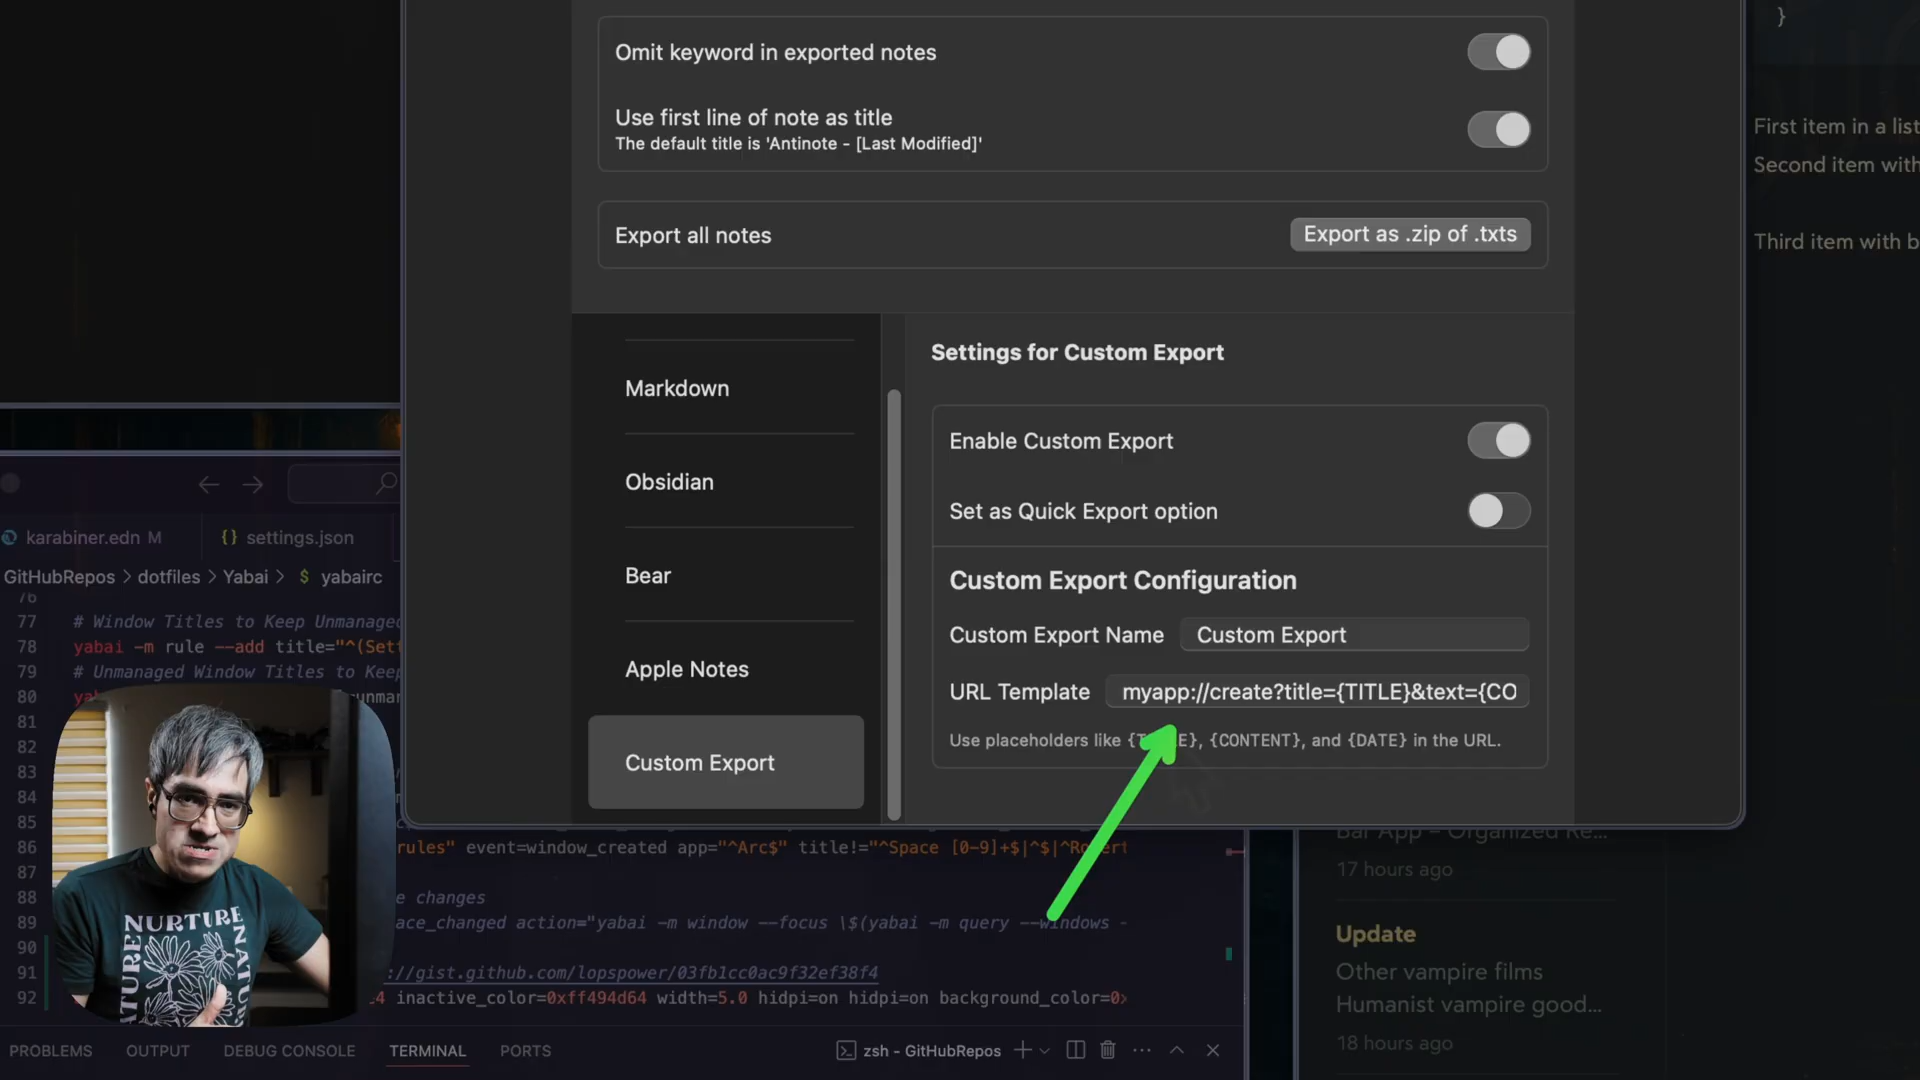 Omit keyword in exported notes
Use first line of note as title
The default title is 'Antinote - [Last Modified]'
Export all notes
Export as .zip of .txts
Markdown
Obsidian
Bear
Apple Notes
Custom Export
Settings for Custom Export
Enable Custom Export
Set as Quick Export option
Custom Export Configuration
Custom Export Name
Custom Export
URL Template
myapp://create?title={TITLE}&text={CO
Use placeholders like {T E}, {CONTENT}, and {DATE} in the URL.
}
First item in a list
Second item with
Third item with b
karabiner.edn M
{} settings.json
GitHubRepos > dotfiles > Yabai > $ yabairc
76
77 # Window Titles to Keep Unmanaged
78 yabai -m rule --add title="^(Sett
79 # Unmanaged Window Titles to Keep
80
81
82
83
84
85
86 rules" event=window_created app="^Arc$" title!="^Space [0-9]+$|^$|^Robert
87
88 e changes
89 ace_changed action="yabai -m window --focus \$(yabai -m query --windows -
90
91 ://gist.github.com/lopspower/03fb1cc0ac9f32ef38f4
92 inactive_color=0xff494d64 width=5.0 hidpi=on hidpi=on background_color=0x
NURTURE
NATURE
PROBLEMS
OUTPUT
DEBUG CONSOLE
TERMINAL
PORTS
zsh - GitHubRepos
Bar App – Organized Re...
17 hours ago
Update
Other vampire films
Humanist vampire good...
18 hours ago